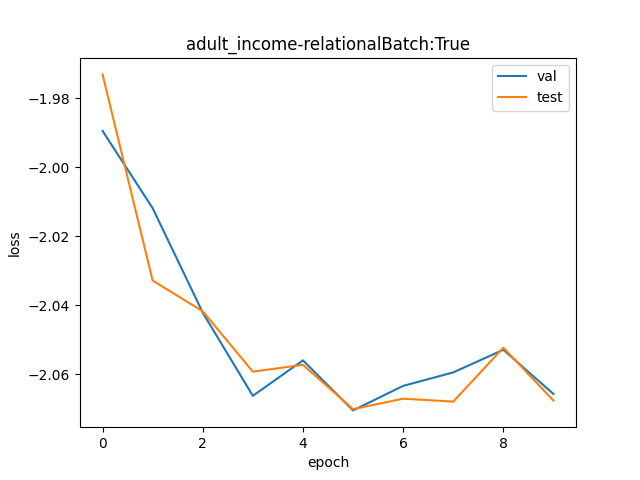 adult_income-relationalBatch:True
val
test
−1.98
−2.00
−2.02
−2.04
−2.06
loss
0 2 4 6 8
epoch